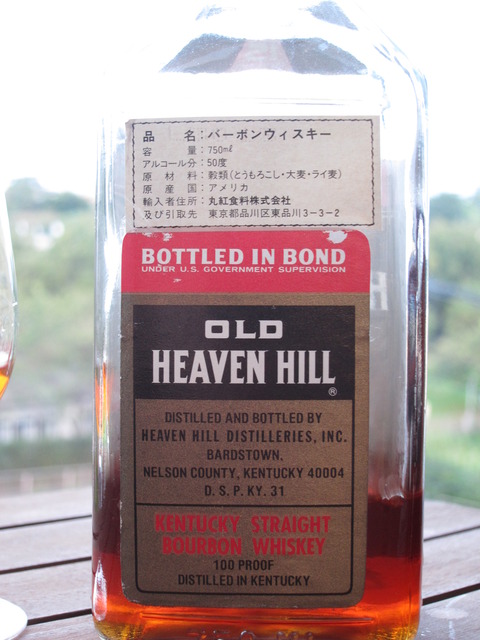 品 名：バーボンウィスキー
容 量：750㎖
アルコール分：50度
原 材 料：穀類（とうもろこし・大麦・ライ麦）
原 産 国：アメリカ
輸入者住所：丸紅食料株式会社
及び引取先 東京都品川区東品川3-3-2
BOTTLED IN BOND
UNDER U.S. GOVERNMENT SUPERVISION
OLD
HEAVEN HILL®
DISTILLED AND BOTTLED BY
HEAVEN HILL DISTILLERIES, INC.
BARDSTOWN,
NELSON COUNTY, KENTUCKY 40004
D. S. P. KY. 31
KENTUCKY STRAIGHT
BOURBON WHISKEY
100 PROOF
DISTILLED IN KENTUCKY